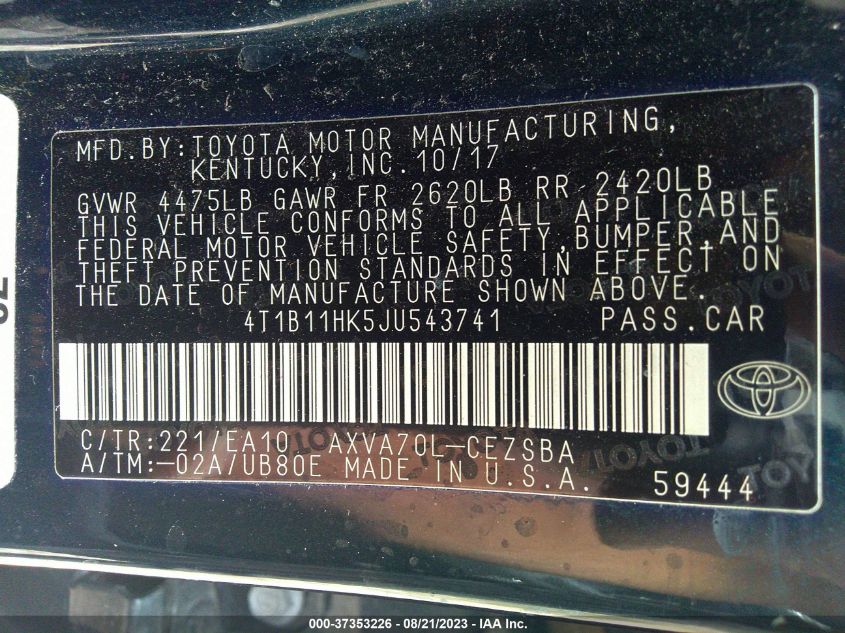 MFD.BY:TOYOTA MOTOR MANUFACTURING,
KENTUCKY,INC.10/17
GVWR 4475LB GAWR FR 2620LB RR 2420LB
THIS VEHICLE CONFORMS TO ALL APPLICABLE
FEDERAL MOTOR VEHICLE SAFETY,BUMPER,AND
THEFT PREVENTION STANDARDS IN EFFECT ON
THE DATE OF MANUFACTURE SHOWN ABOVE.
4T1B11HK5JU543741 PASS.CAR
C/TR:221/EA10 AXVA70L-CEZSBA
A/TM:-02A/UB80E MADE IN U.S.A. 59444
000-37353226 - 08/21/2023 - © IAA, Inc.